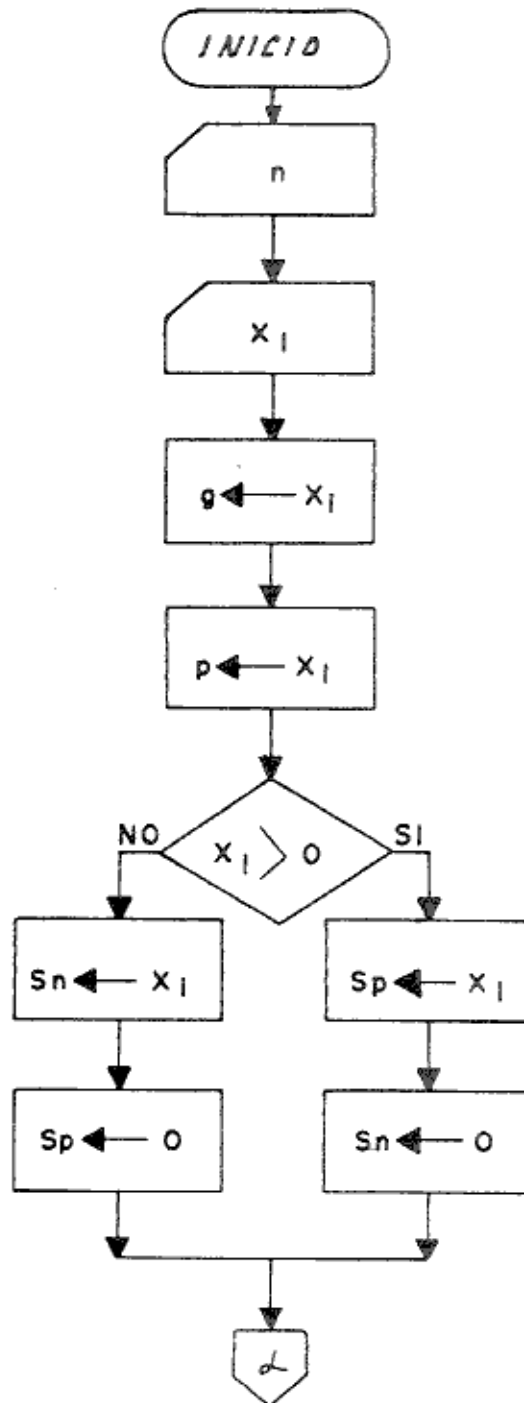 INICIO
n
X1
g ← X1
p ← X1
NO
X1 > 0
SI
Sn ← X1
Sp ← X1
Sp ← 0
Sn ← 0
α